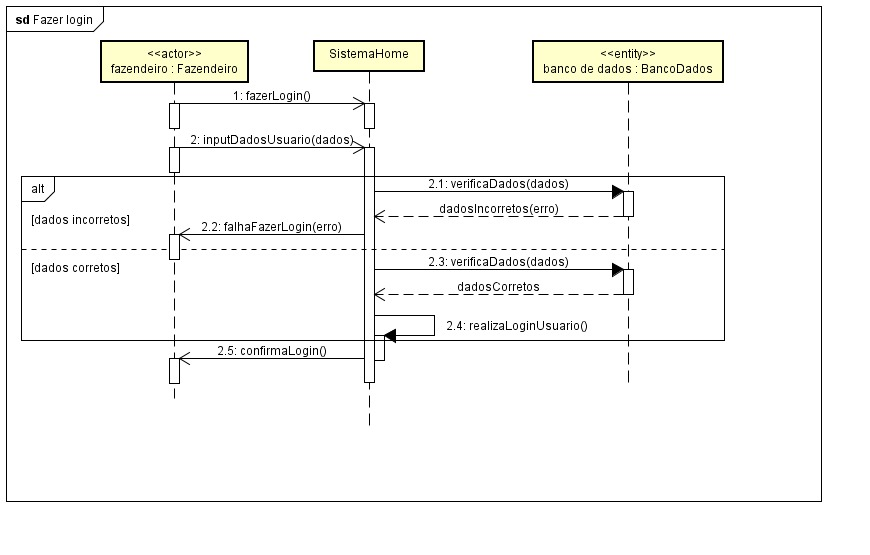 sd Fazer login
<<actor>>
fazendeiro : Fazendeiro
SistemaHome
<<entity>>
banco de dados : BancoDados
1: fazerLogin()
2: inputDadosUsuario(dados)
alt
2.1: verificaDados(dados)
[dados incorretos]
dadosIncorretos(erro)
2.2: falhaFazerLogin(erro)
[dados corretos]
2.3: verificaDados(dados)
dadosCorretos
2.4: realizaLoginUsuario()
2.5: confirmaLogin()